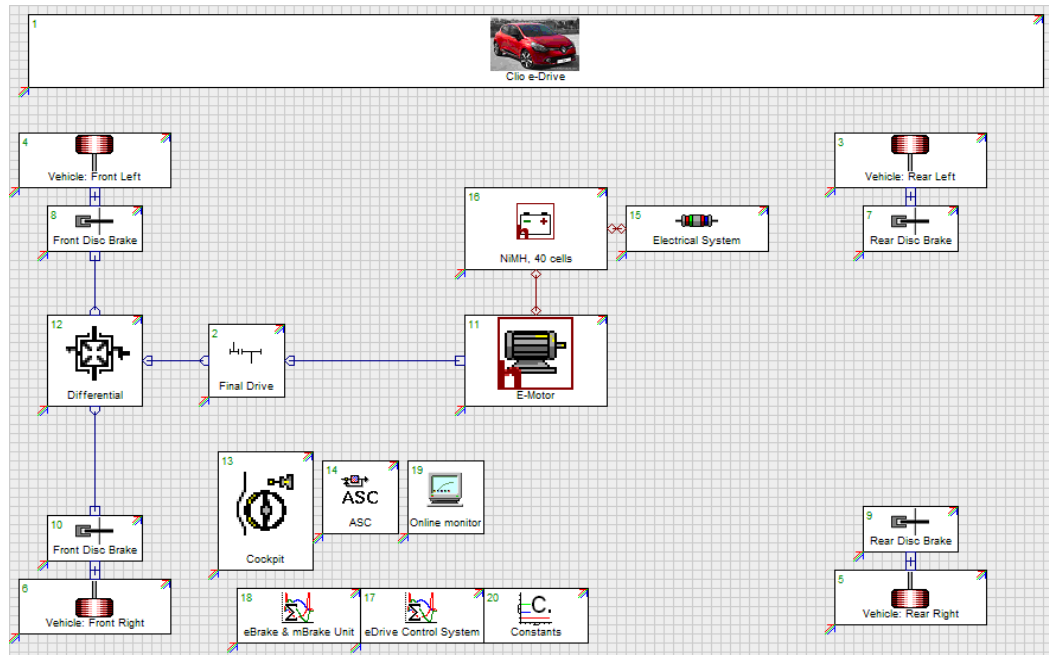 1
Clio e-Drive
4
Vehicle: Front Left
3
Vehicle: Rear Left
8
Front Disc Brake
16
NiMH, 40 cells
15
Electrical System
7
Rear Disc Brake
12
Differential
2
Final Drive
11
E-Motor
13
Cockpit
14
ASC
ASC
19
Online monitor
10
Front Disc Brake
9
Rear Disc Brake
6
Vehicle: Front Right
5
Vehicle: Rear Right
18
eBrake & mBrake Unit
17
eDrive Control System
20
C.
Constants